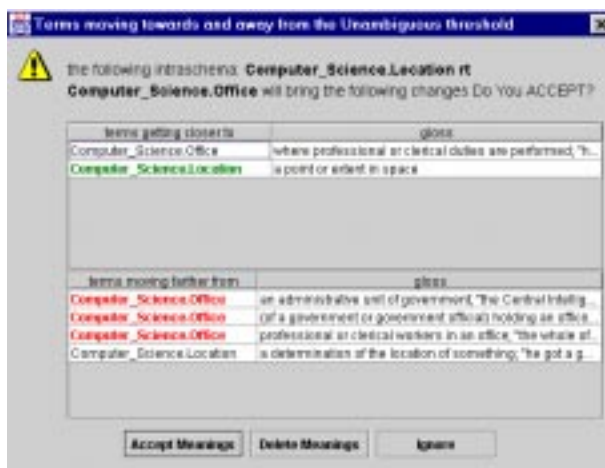 Terms moving towards and away from the Unambiguous threshold
the following intraschema: Computer_Science.Location rt
Computer_Science.Office will bring the following changes Do You ACCEPT?
terms getting closer to gloss
Computer_Science.Office where professional or clerical duties are performed; "h...
Computer_Science.Location a point or extent in space
terms moving farther from gloss
Computer_Science.Office an administrative unit of government; "the Central Intellig...
Computer_Science.Office (of a government or government official) holding an office...
Computer_Science.Office professional or clerical workers in an office; "the whole of...
Computer_Science.Location a determination of the location of something; "he got a g...
Accept Meanings Delete Meanings Ignore